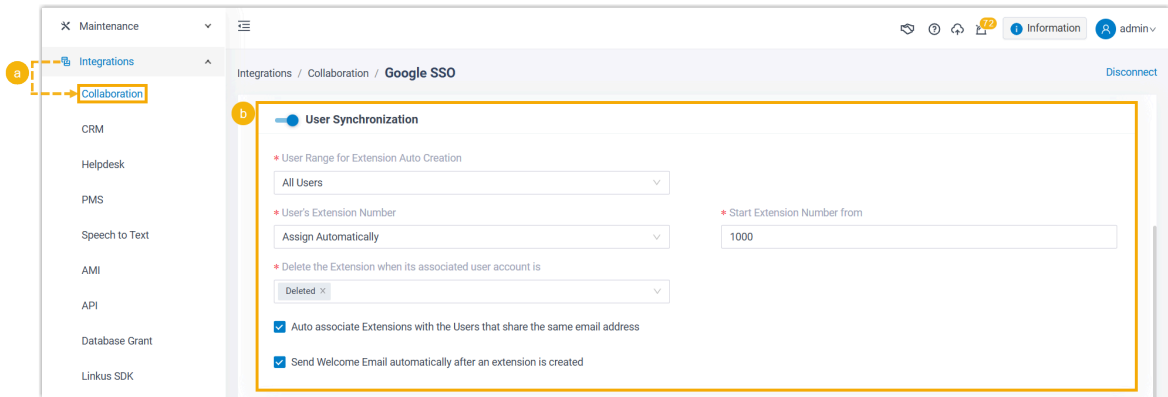 Maintenance
72
Information
admin
a
Integrations
Integrations / Collaboration / Google SSO
Disconnect
Collaboration
b
User Synchronization
CRM
* User Range for Extension Auto Creation
Helpdesk
All Users
PMS
* User's Extension Number
* Start Extension Number from
Speech to Text
Assign Automatically
1000
AMI
* Delete the Extension when its associated user account is
Deleted ×
API
Auto associate Extensions with the Users that share the same email address
Database Grant
Send Welcome Email automatically after an extension is created
Linkus SDK